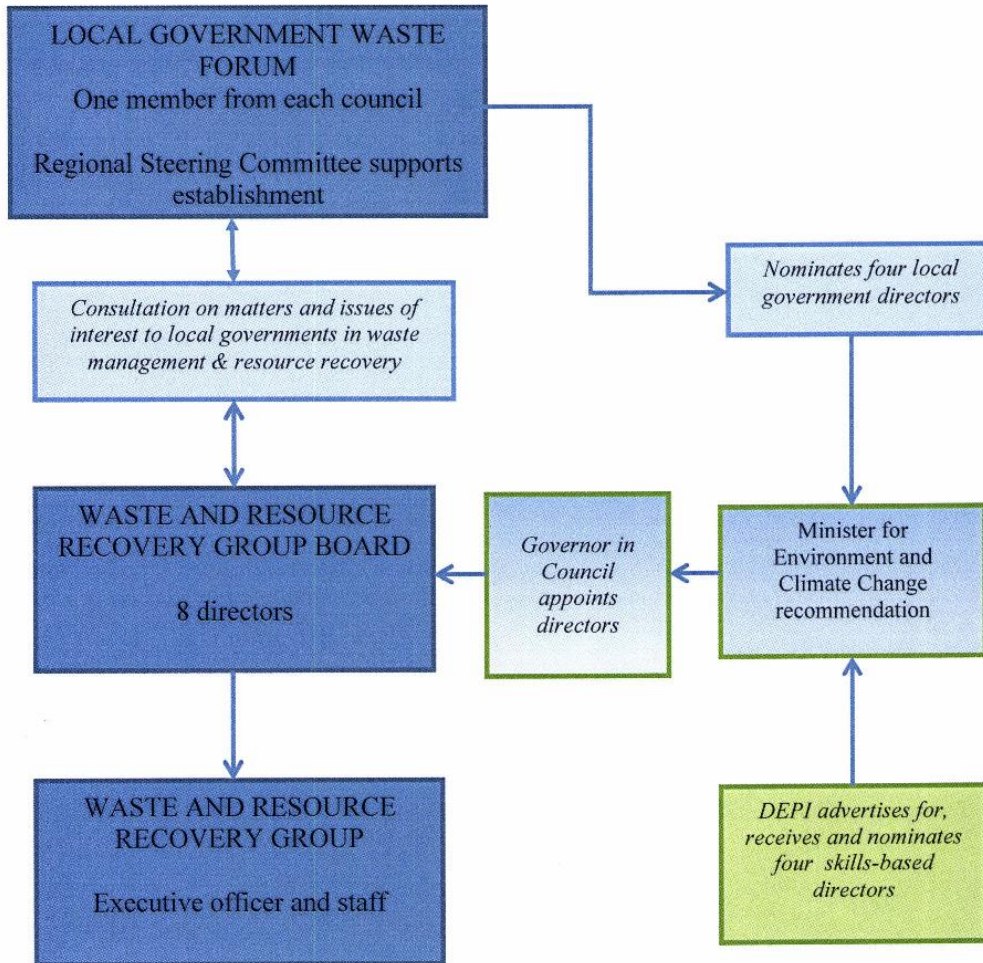 LOCAL GOVERNMENT WASTE
FORUM
One member from each council
Regional Steering Committee supports
establishment
Nominates four local
government directors
Consultation on matters and issues of
interest to local governments in waste
management & resource recovery
WASTE AND RESOURCE
RECOVERY GROUP BOARD
8 directors
Governor in
Council
appoints
directors
Minister for
Environment and
Climate Change
recommendation
WASTE AND RESOURCE
RECOVERY GROUP
Executive officer and staff
DEPI advertises for,
receives and nominates
four skills-based
directors